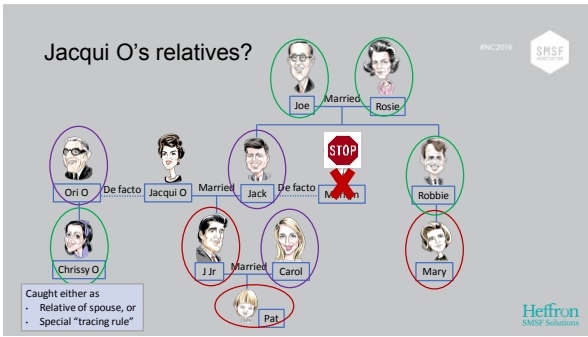 Jacqui O's relatives?
#NC2019
SMSF
ASSOCIATION
Married
Joe
Rosie
STOP
De facto
Married
De facto
Ori O
Jacqui O
Jack
Robbie
Married
Chrissy O
J Jr
Carol
Mary
Pat
Caught either as
- Relative of spouse, or
- Special "tracing rule"
Heffron
SMSF Solutions